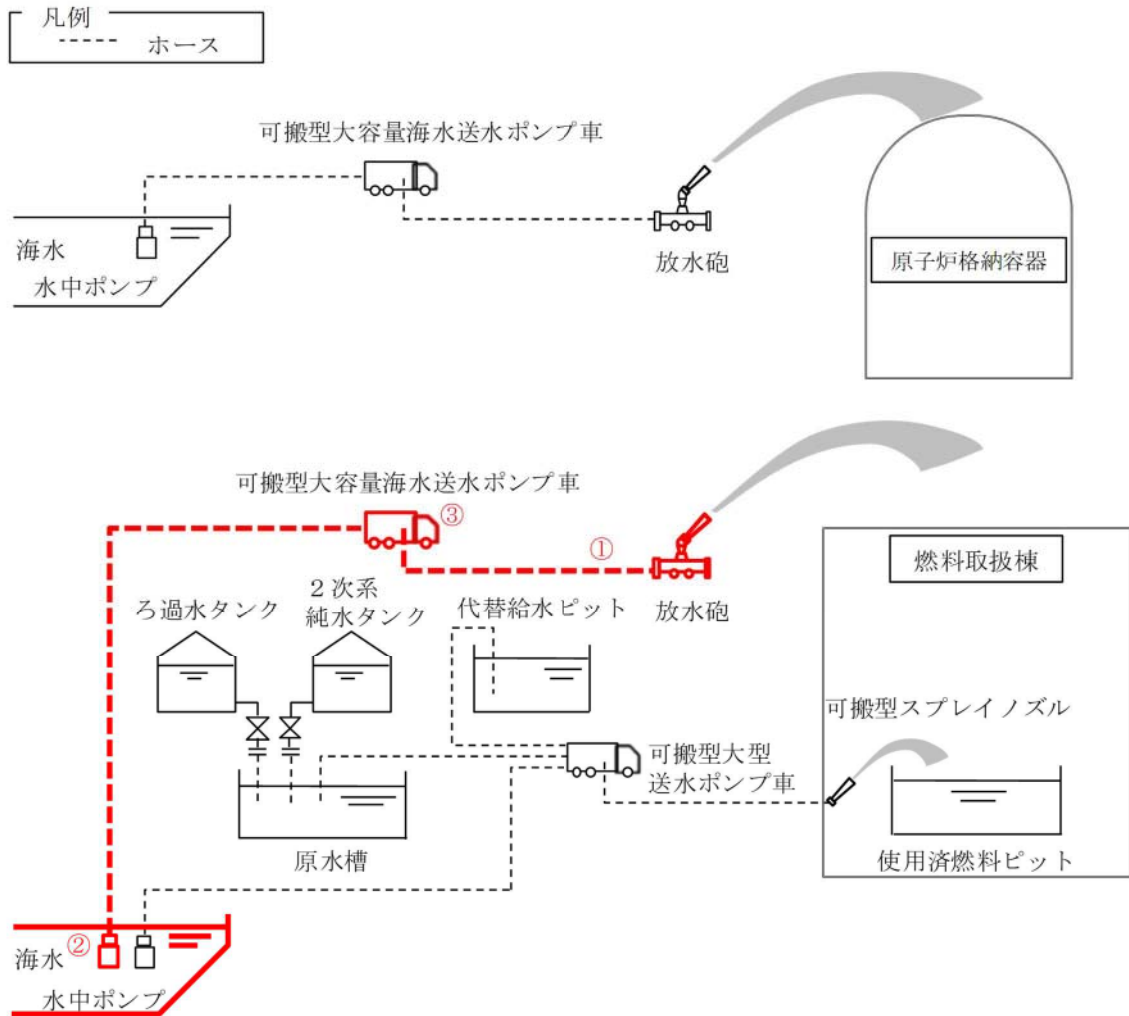 凡例
ホース
可搬型大容量海水送水ポンプ車
海水
水中ポンプ
放水砲
原子炉格納容器
可搬型大容量海水送水ポンプ車
③
①
燃料取扱棟
ろ過水タンク
2次系
純水タンク
代替給水ピット
放水砲
可搬型スプレイノズル
可搬型大型
送水ポンプ車
原水槽
使用済燃料ピット
海水
②
水中ポンプ